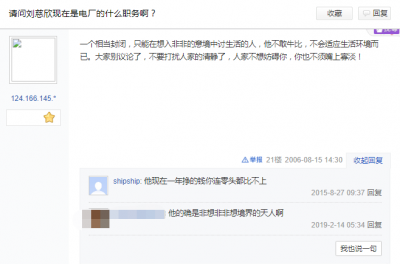 请问刘慈欣现在是电厂的什么职务啊？
收藏
回复
一个相当封闭，只能在想入非非的意境中讨生活的人，他不敢牛比，不会适应生活环境而
已。大家别议论了，不要打扰人家的清静了，人家不想妨碍你，你也不须嘴上寡淡！
124.166.145.*
举报 21楼 2006-08-15 14:30 收起回复
shipship: 他现在一年挣的钱你连零头都比不上
2015-8-27 09:37 回复
他的确是非想非非想境界的天人啊
2019-2-14 05:34 回复
我也说一句